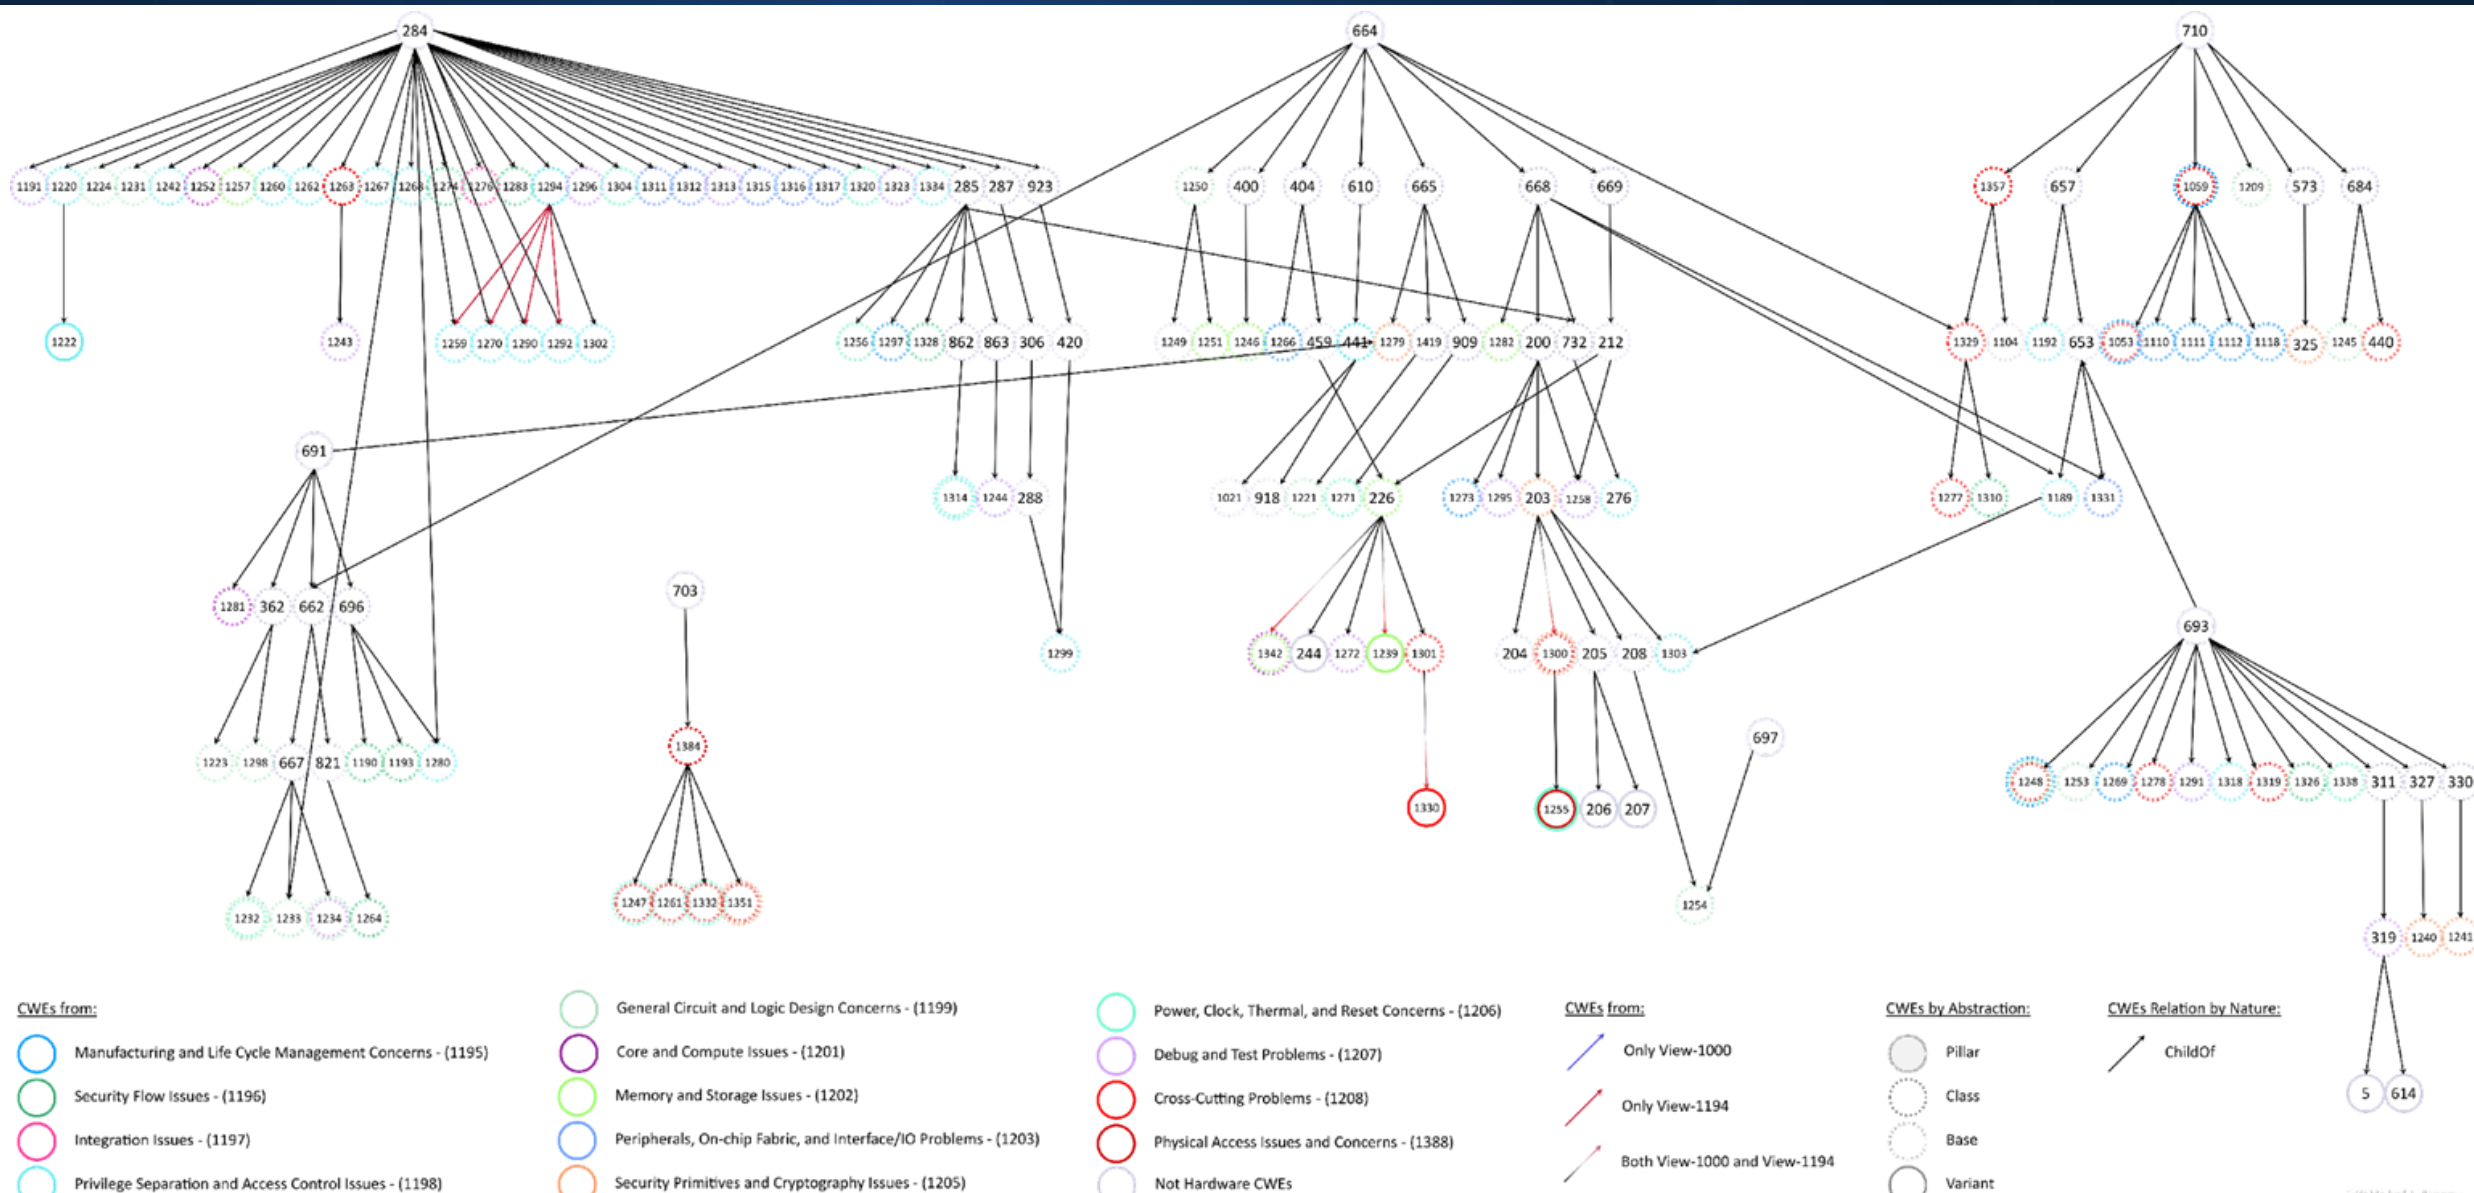 284 664 710
1191 1220 1224 1231 1242 1252 1257 1260 1262 1263 1267 1268 1274 1276 1283 1294 1296 1304 1311 1312 1313 1315 1316 1317 1320 1323 1334 285 287 923 1250 400 404 610 665 668 669 1357 657 1059 1209 573 684
1222 1243 1259 1270 1290 1292 1302 1256 1297 1328 862 863 306 420 1249 1251 1246 1266 459 441 1279 1419 909 1282 200 732 212 1329 1104 1192 653 1053 1110 1111 1112 1118 325 1245 440
691
1314 1244 288 1021 918 1221 1271 226 1273 1295 203 1258 276 1277 1310 1189 1331
703
1281 362 662 696
693
1299 1342 244 1272 1239 1301 204 1300 205 208 1303
697
1384
1223 1298 667 821 1190 1193 1280
1248 1253 1269 1278 1291 1318 1319 1326 1338 311 327 330
1330 1255 206 207
1247 1261 1332 1351 1254
1232 1233 1234 1264
319 1240 1241
5 614
CWEs from:
Manufacturing and Life Cycle Management Concerns - (1195)
Security Flow Issues - (1196)
Integration Issues - (1197)
Privilege Separation and Access Control Issues - (1198)
General Circuit and Logic Design Concerns - (1199)
Core and Compute Issues - (1201)
Memory and Storage Issues - (1202)
Peripherals, On-chip Fabric, and Interface/IO Problems - (1203)
Security Primitives and Cryptography Issues - (1205)
Power, Clock, Thermal, and Reset Concerns - (1206)
Debug and Test Problems - (1207)
Cross-Cutting Problems - (1208)
Physical Access Issues and Concerns - (1388)
Not Hardware CWEs
CWEs from:
Only View-1000
Only View-1194
Both View-1000 and View-1194
CWEs by Abstraction:
Pillar
Class
Base
Variant
CWEs Relation by Nature:
ChildOf